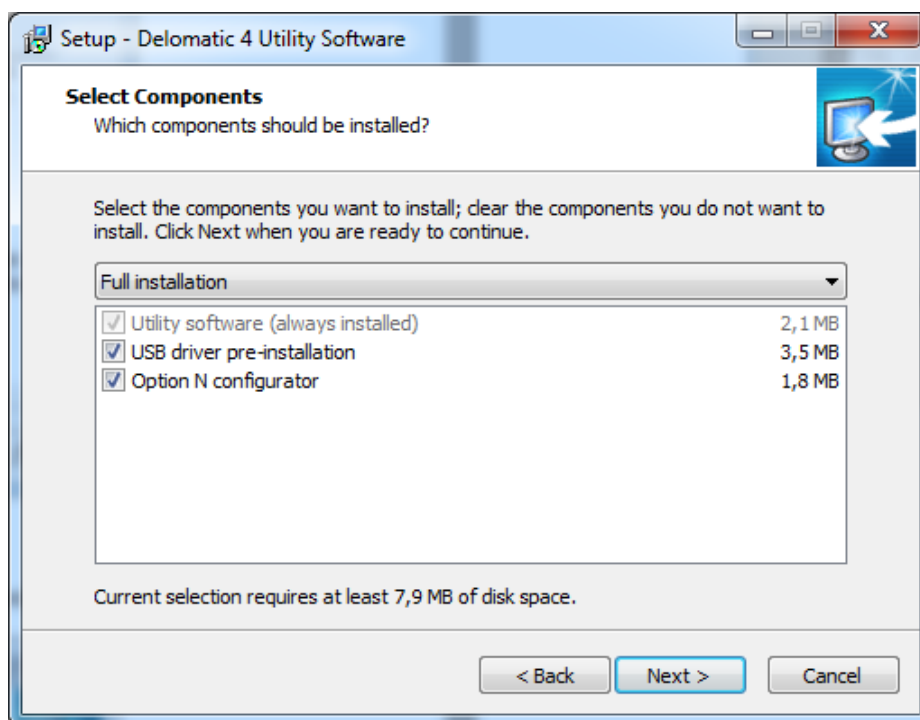 Setup - Delomatic 4 Utility Software
Select Components
Which components should be installed?
Select the components you want to install; clear the components you do not want to
install. Click Next when you are ready to continue.
Full installation
Utility software (always installed) 2,1 MB
USB driver pre-installation 3,5 MB
Option N configurator 1,8 MB
Current selection requires at least 7,9 MB of disk space.
< Back Next > Cancel